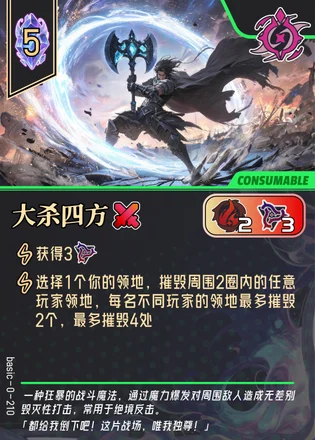 5
CONSUMABLE
大杀四方
2 3
获得3
选择1个你的领地，摧毁周围2圈内的任意
玩家领地，每名不同玩家的领地最多摧毁
2个，最多摧毁4处
basic-0-210
一种狂暴的战斗魔法，通过魔力爆发对周围敌人造成无差别
毁灭性打击，常用于绝境反击。
「都给我倒下吧！这片战场，唯我独尊！」